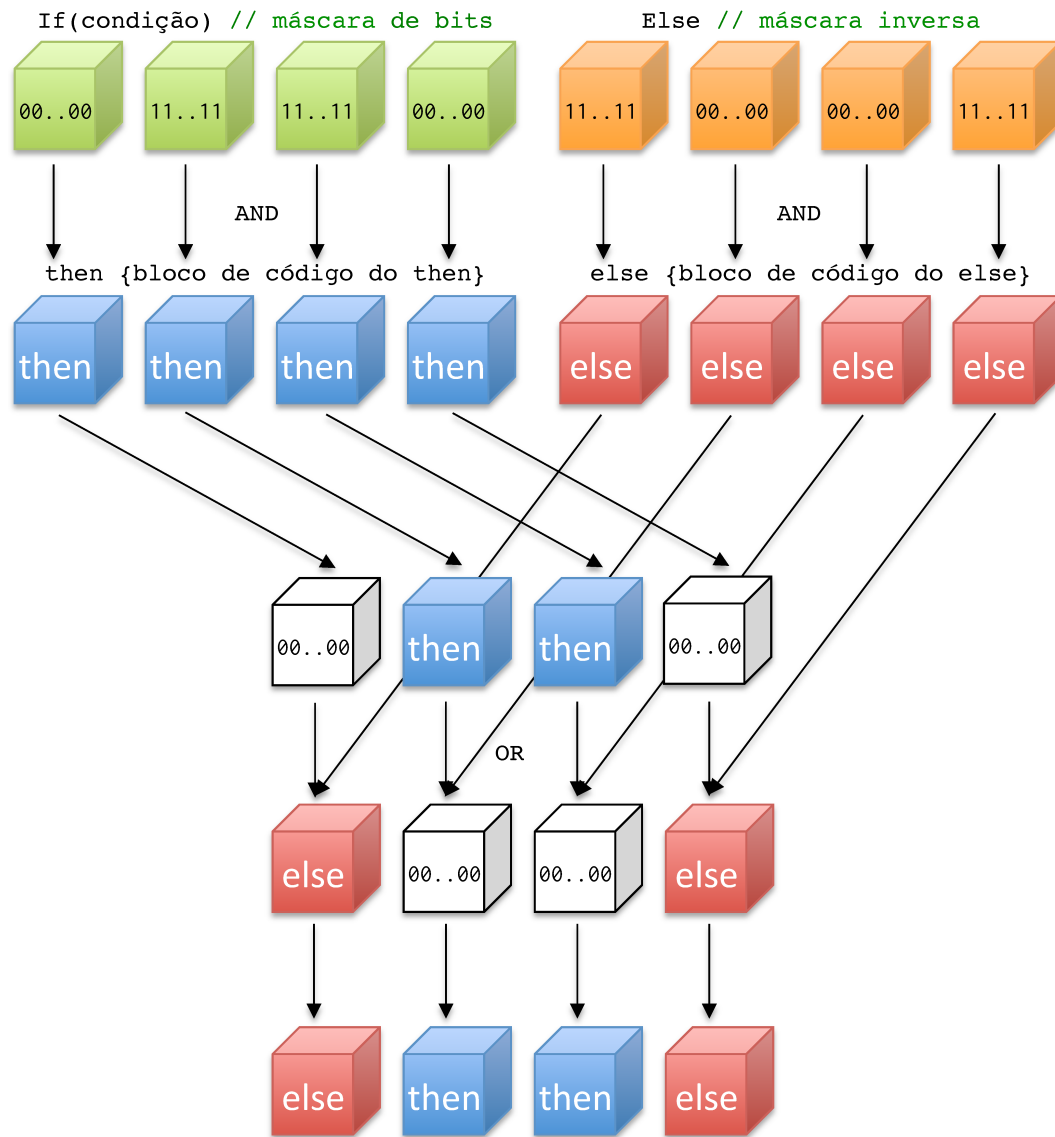 If(condição) // máscara de bits
Else // máscara inversa
00..00 11..11 11..11 00..00
11..11 00..00 00..00 11..11
AND
AND
then {bloco de código do then}
else {bloco de código do else}
then then then then
else else else else
00..00 then then 00..00
OR
else 00..00 00..00 else
else then then else